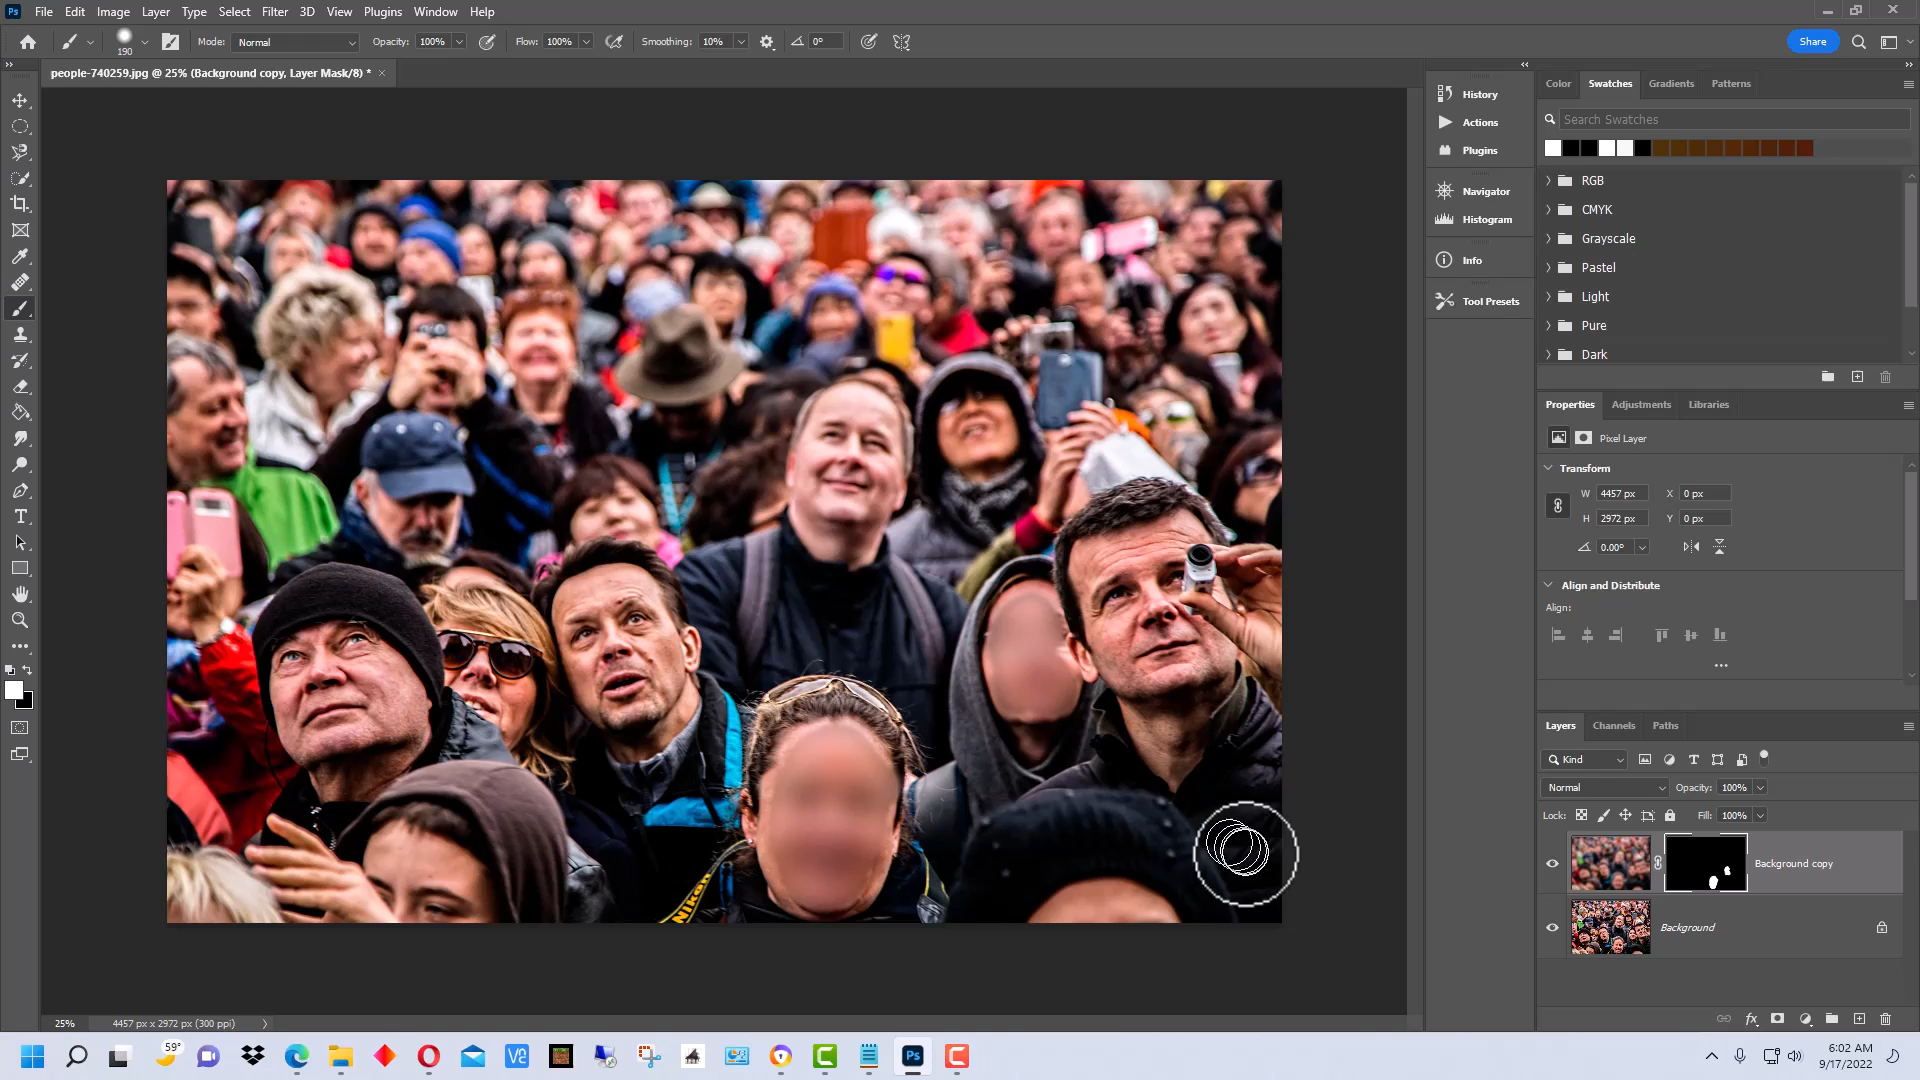 Ps File Edit Image Layer Type Select Filter 3D View Plugins Window Help
190 Mode: Normal Opacity: 100% Flow: 100% Smoothing: 10% 0° Share
people-740259.jpg @ 25% (Background copy, Layer Mask/8) * ×
History
Actions
Plugins
Navigator
Histogram
Info
Tool Presets
Color Swatches Gradients Patterns
Search Swatches
RGB
CMYK
Grayscale
Pastel
Light
Pure
Dark
Properties Adjustments Libraries
Pixel Layer
Transform
W 4457 px X 0 px
H 2972 px Y 0 px
0.00°
Align and Distribute
Align:
Layers Channels Paths
Kind
Normal Opacity: 100%
Lock: Fill: 100%
Background copy
Background
Nikon
25% 4457 px x 2972 px (300 ppi)
59°
Ps
6:02 AM
9/17/2022